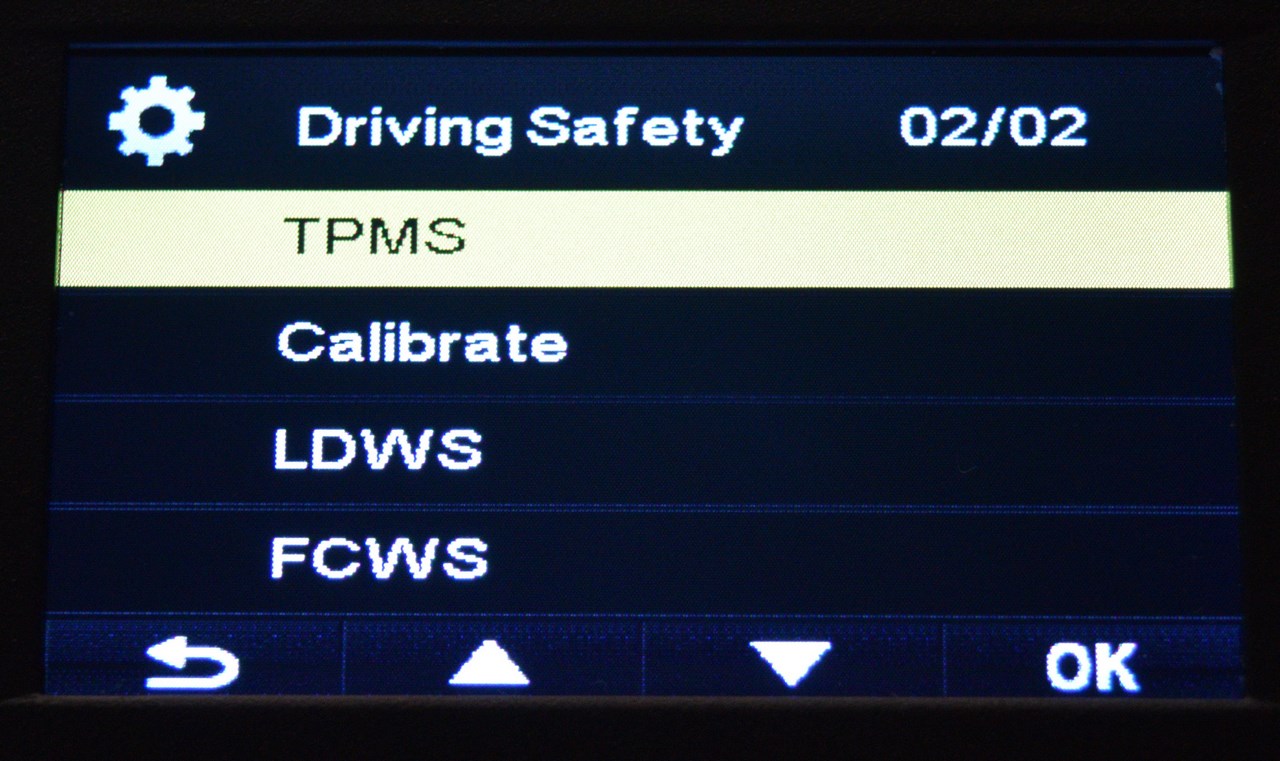 Driving Safety 02/02
TPMS
Calibrate
LDWS
FCWS
OK